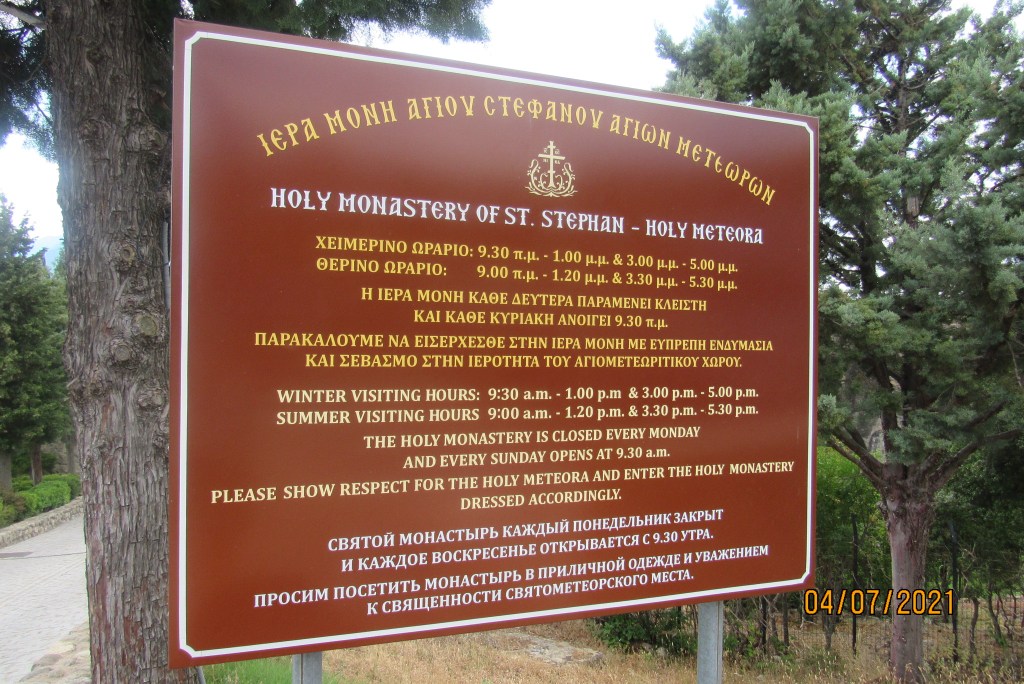 ΙΕΡΑ ΜΟΝΗ ΑΓΙΟΥ ΣΤΕΦΑΝΟΥ ΑΓΙΩΝ ΜΕΤΕΩΡΩΝ
HOLY MONASTERY OF ST. STEPHAN - HOLY METEORA
ΧΕΙΜΕΡΙΝΟ ΩΡΑΡΙΟ: 9.30 π.μ. - 1.00 μ.μ. & 3.00 μ.μ. - 5.00 μ.μ.
ΘΕΡΙΝΟ ΩΡΑΡΙΟ: 9.00 π.μ. - 1.20 μ.μ. & 3.30 μ.μ. - 5.30 μ.μ.
Η ΙΕΡΑ ΜΟΝΗ ΚΑΘΕ ΔΕΥΤΕΡΑ ΠΑΡΑΜΕΝΕΙ ΚΛΕΙΣΤΗ
ΚΑΙ ΚΑΘΕ ΚΥΡΙΑΚΗ ΑΝΟΙΓΕΙ 9.30 π.μ.
ΠΑΡΑΚΑΛΟΥΜΕ ΝΑ ΕΙΣΕΡΧΕΣΘΕ ΣΤΗΝ ΙΕΡΑ ΜΟΝΗ ΜΕ ΕΥΠΡΕΠΗ ΕΝΔΥΜΑΣΙΑ
ΚΑΙ ΣΕΒΑΣΜΟ ΣΤΗΝ ΙΕΡΟΤΗΤΑ ΤΟΥ ΑΓΙΟΜΕΤΕΩΡΙΤΙΚΟΥ ΧΩΡΟΥ.
WINTER VISITING HOURS: 9:30 a.m. - 1.00 p.m & 3.00 p.m. - 5.00 p.m.
SUMMER VISITING HOURS 9:00 a.m. - 1.20 p.m. & 3.30 p.m. - 5.30 p.m.
THE HOLY MONASTERY IS CLOSED EVERY MONDAY
AND EVERY SUNDAY OPENS AT 9.30 a.m.
PLEASE SHOW RESPECT FOR THE HOLY METEORA AND ENTER THE HOLY MONASTERY
DRESSED ACCORDINGLY.
СВЯТОЙ МОНАСТЫРЬ КАЖДЫЙ ПОНЕДЕЛЬНИК ЗАКРЫТ
И КАЖДОЕ ВОСКРЕСЕНЬЕ ОТКРЫВАЕТСЯ С 9.30 УТРА.
ПРОСИМ ПОСЕТИТЬ МОНАСТЫРЬ В ПРИЛИЧНОЙ ОДЕЖДЕ И УВАЖЕНИЕМ
К СВЯЩЕННОСТИ СВЯТОМЕТЕОРСКОГО МЕСТА.
04/07/2021